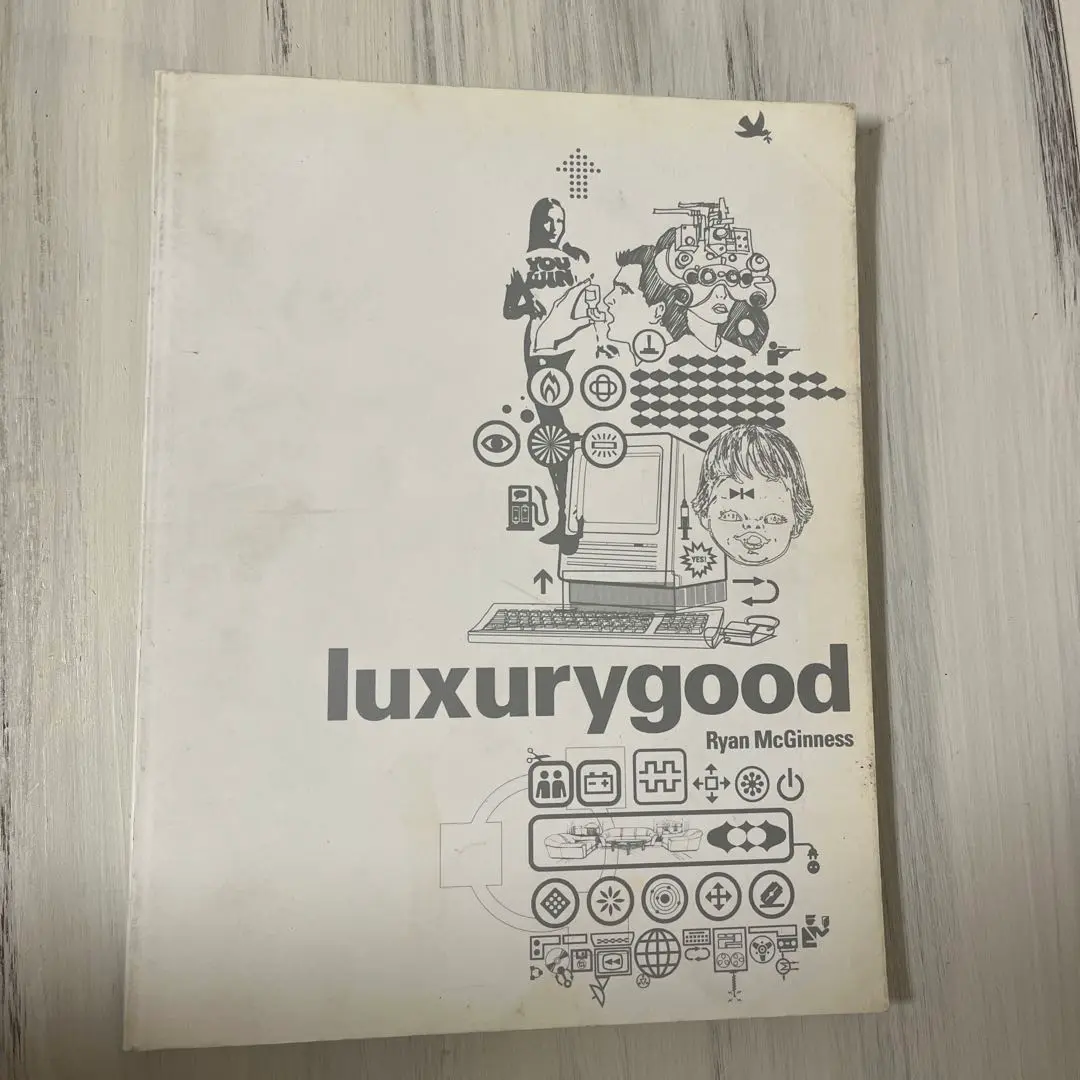 YOU
WIN
YES!
luxurygood
Ryan McGinness